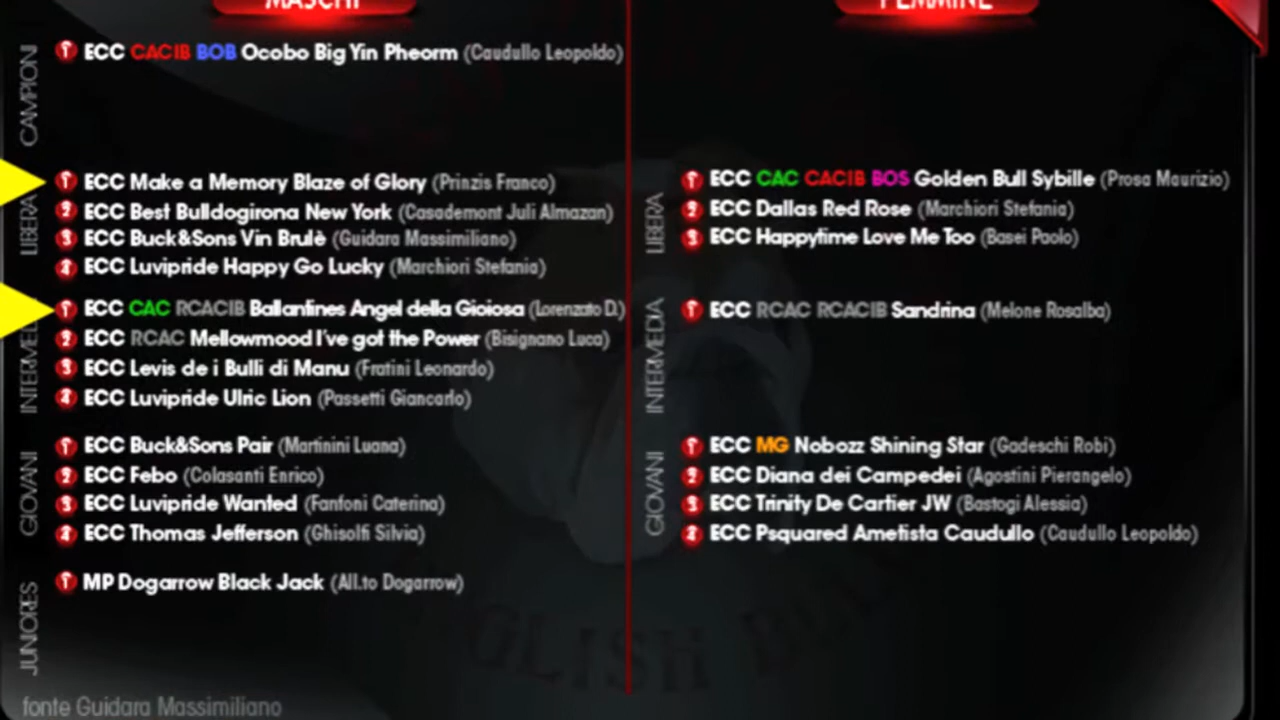 MASCHI
CAMPIONI
1 ECC CACIB BOB Ocobo Big Yin Pheorm (Caudullo Leopoldo)
LIBERA
1 ECC Make a Memory Blaze of Glory (Prinzis Franco)
2 ECC Best Bulldogirona New York (Casademont Juli Almazan)
3 ECC Buck&Sons Vin Brulè (Guidara Massimiliano)
4 ECC Luvipride Happy Go Lucky (Marchiori Stefania)
1 ECC CAC RCACIB Ballantines Angel della Gioiosa (Lorenzato D.)
2 ECC RCAC Mellowmood I've got the Power (Bisignano Luca)
3 ECC Levis de i Bulli di Manu (Fratini Leonardo)
4 ECC Luvipride Ulric Lion (Passetti Giancarlo)
GIOVANI
1 ECC Buck&Sons Pair (Martinini Luana)
2 ECC Febo (Colasanti Enrico)
3 ECC Luvipride Wanted (Fanfoni Caterina)
4 ECC Thomas Jefferson (Ghisolfi Silvia)
JUNIORES
1 MP Dogarrow Black Jack (All.to Dogarrow)
FEMMINE
LIBERA
1 ECC CAC CACIB BOS Golden Bull Sybille (Prosa Maurizio)
2 ECC Dallas Red Rose (Marchiori Stefania)
3 ECC Happytime Love Me Too (Basei Paolo)
INTERMEDIA
1 ECC RCAC RCACIB Sandrina (Melone Rosalba)
GIOVANI
1 ECC MG Nobozz Shining Star (Gadeschi Robi)
2 ECC Diana dei Campedei (Agostini Pierangelo)
3 ECC Trinity De Cartier JW (Bastogi Alessia)
4 ECC Psquared Ametista Caudullo (Caudullo Leopoldo)
fonte Guidara Massimiliano